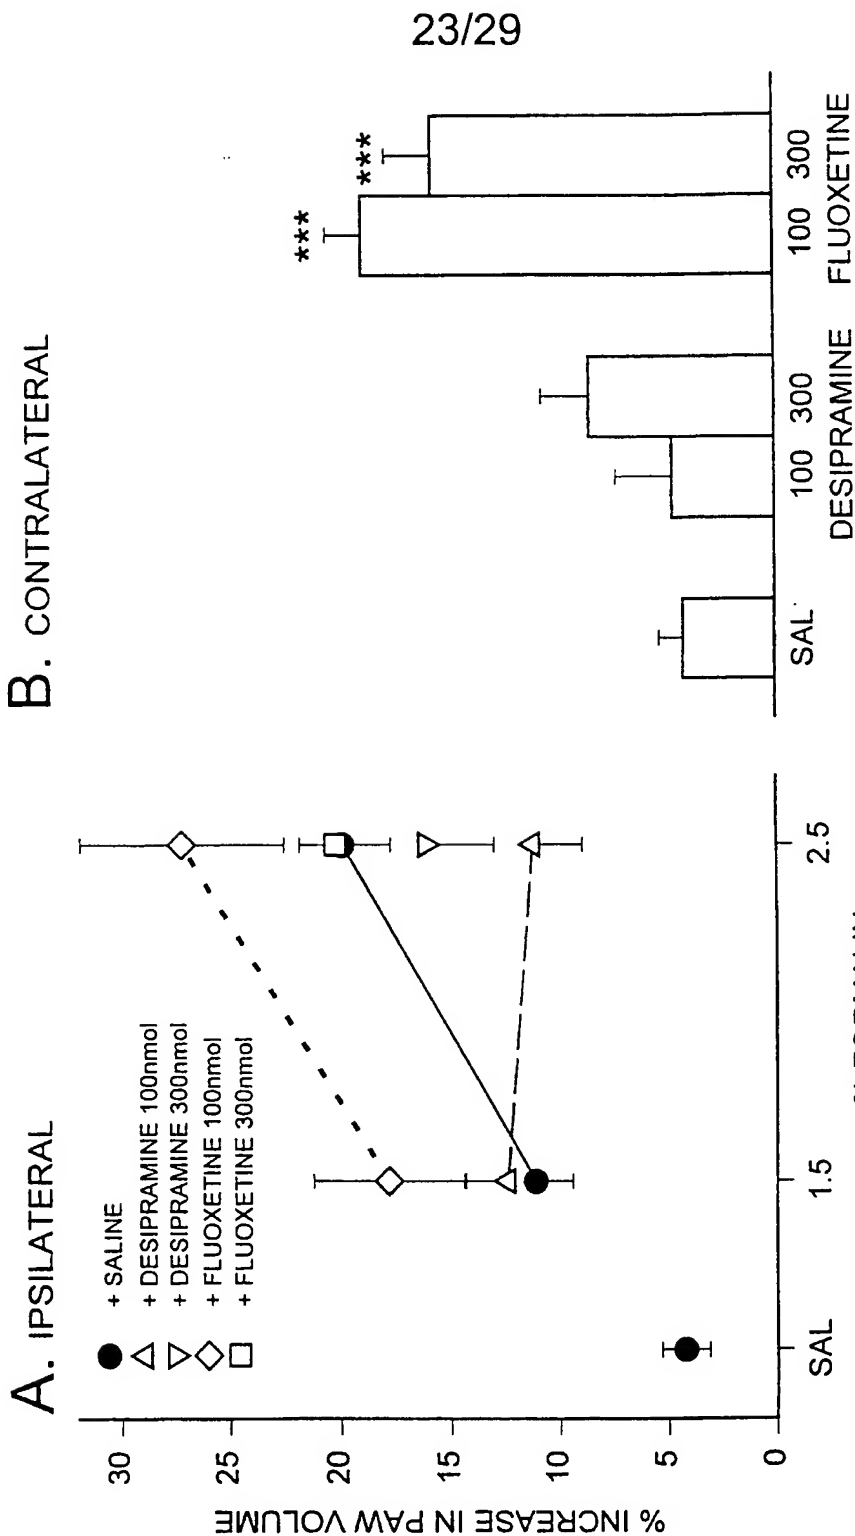 23/29
A. IPSILATERAL
+ SALINE
+ DESIPRAMINE 100nmol
+ DESIPRAMINE 300nmol
+ FLUOXETINE 100nmol
+ FLUOXETINE 300nmol
% INCREASE IN PAW VOLUME
30
25
20
15
10
5
0
SAL
1.5
2.5
B. CONTRALATERAL
***
***
SAL
100
300
100
300
DESIPRAMINE
FLUOXETINE